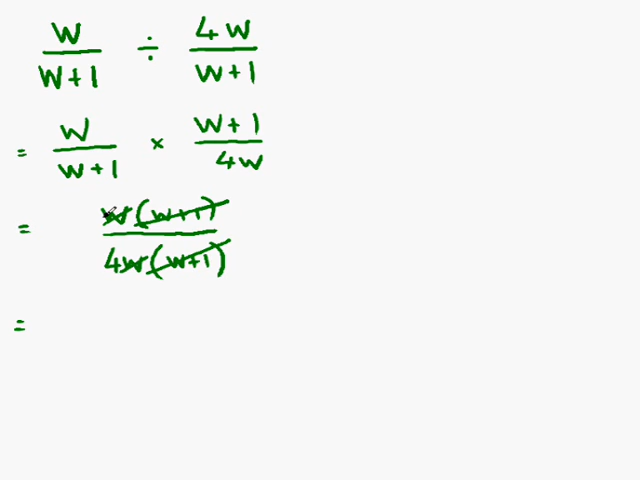 w/(w+1) ÷ 4w/(w+1)
= w/(w+1) × (w+1)/4w
= w(w+1)/4w(w+1)
=